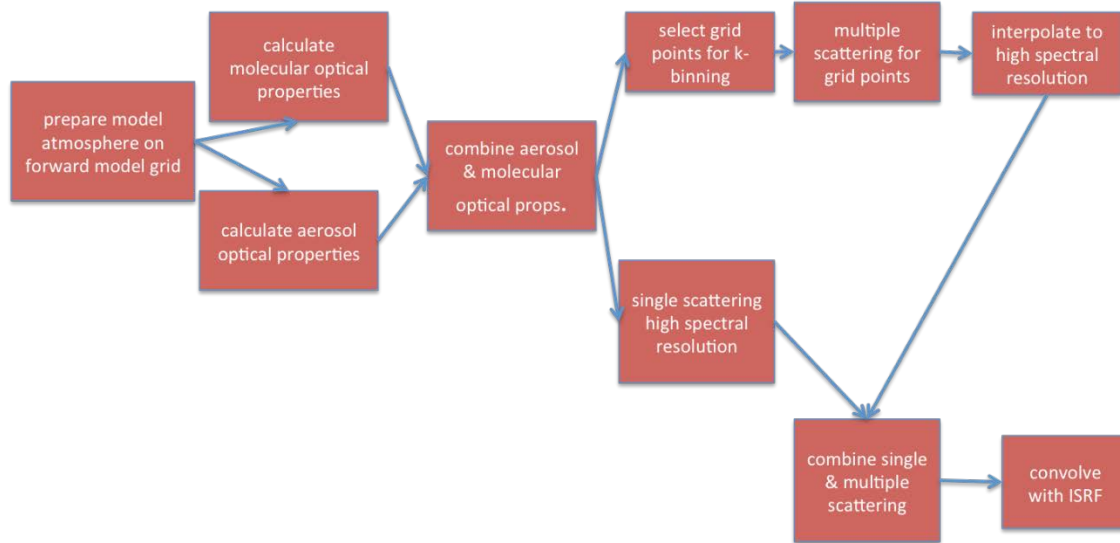 prepare model
atmosphere on
forward model grid
calculate
molecular optical
properties
calculate aerosol
optical properties
combine aerosol
& molecular
optical props.
select grid
points for k-
binning
multiple
scattering for
grid points
interpolate to
high spectral
resolution
single scattering
high spectral
resolution
combine single
& multiple
scattering
convolve
with ISRF